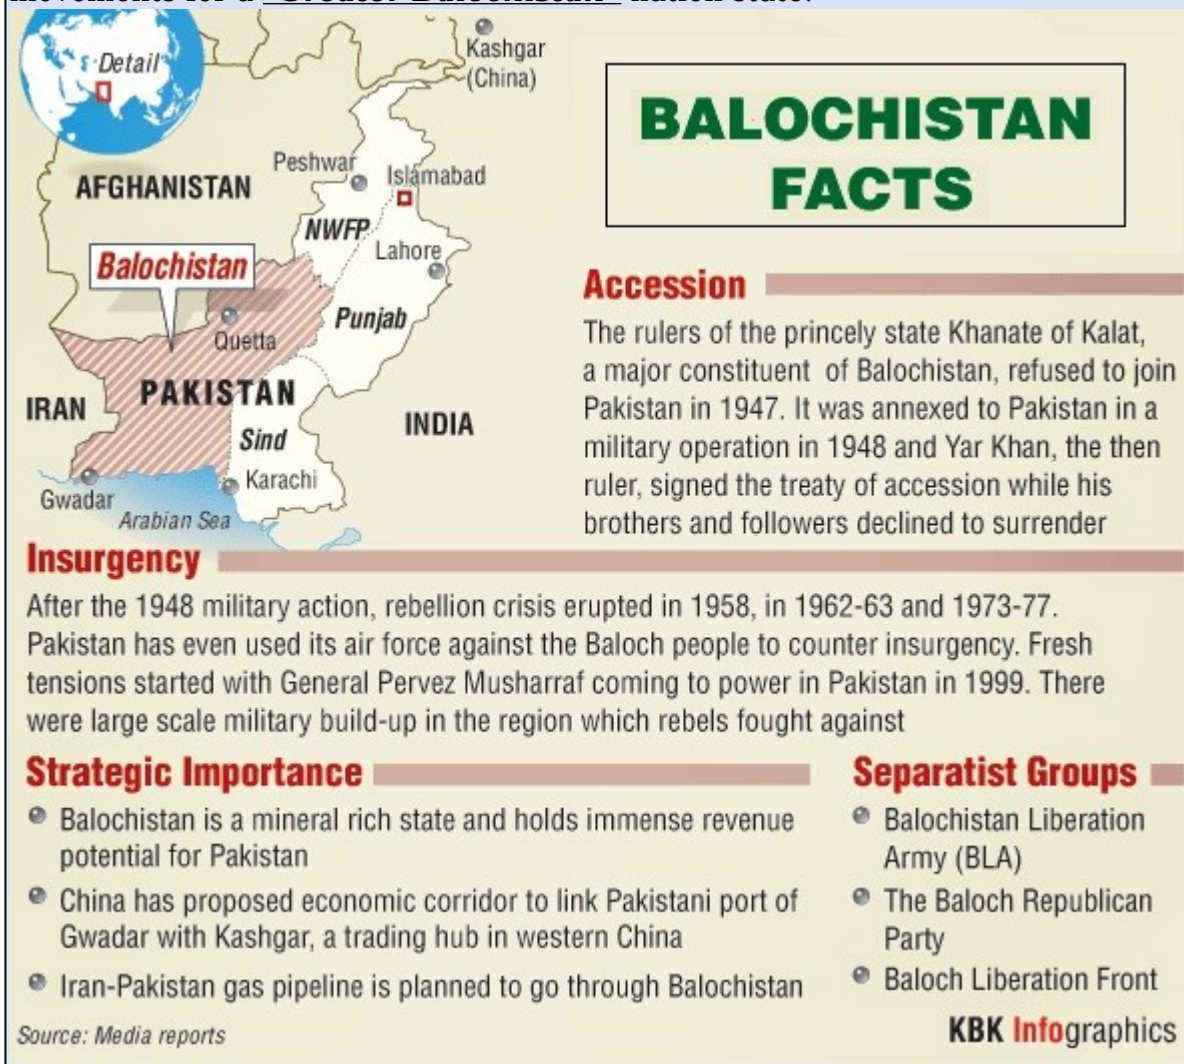 movements for a "Greater Balochistan" nation state.
Detail
Kashgar
(China)
Peshwar
Islamabad
AFGHANISTAN
NWFP
Lahore
Balochistan
Punjab
Quetta
PAKISTAN
IRAN
INDIA
Sind
Karachi
Gwadar
Arabian Sea
BALOCHISTAN
FACTS
Accession
The rulers of the princely state Khanate of Kalat,
a major constituent of Balochistan, refused to join
Pakistan in 1947. It was annexed to Pakistan in a
military operation in 1948 and Yar Khan, the then
ruler, signed the treaty of accession while his
brothers and followers declined to surrender
Insurgency
After the 1948 military action, rebellion crisis erupted in 1958, in 1962-63 and 1973-77.
Pakistan has even used its air force against the Baloch people to counter insurgency. Fresh
tensions started with General Pervez Musharraf coming to power in Pakistan in 1999. There
were large scale military build-up in the region which rebels fought against
Strategic Importance
Balochistan is a mineral rich state and holds immense revenue
potential for Pakistan
China has proposed economic corridor to link Pakistani port of
Gwadar with Kashgar, a trading hub in western China
Iran-Pakistan gas pipeline is planned to go through Balochistan
Separatist Groups
Balochistan Liberation
Army (BLA)
The Baloch Republican
Party
Baloch Liberation Front
Source: Media reports
KBK Infographics